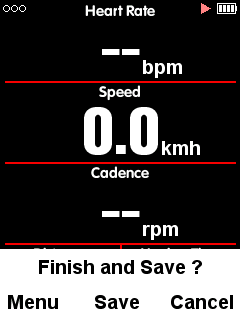 Heart Rate
-- bpm
Speed
0.0 kmh
Cadence
-- rpm
Finish and Save ?
Menu Save Cancel